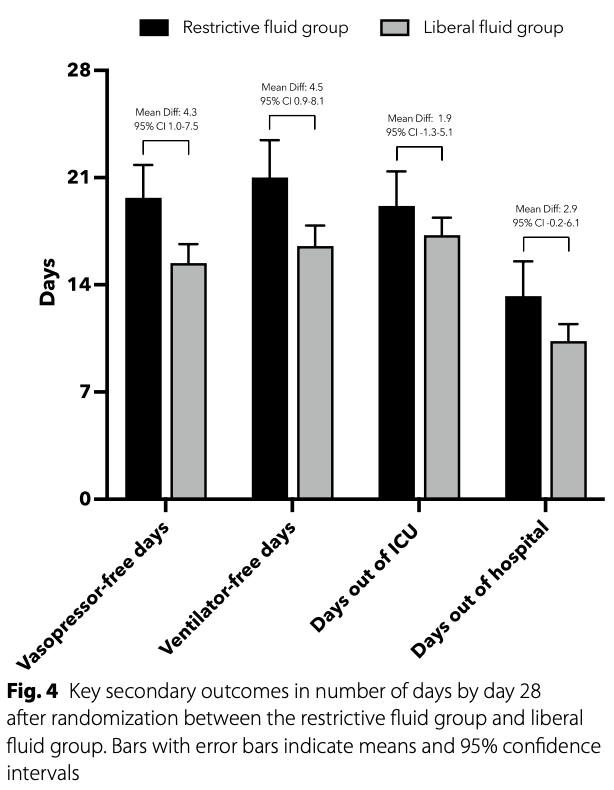 Restrictive fluid group Liberal fluid group
28
Mean Diff: 4.3
95% CI 1.0-7.5
Mean Diff: 4.5
95% CI 0.9-8.1
Mean Diff: 1.9
95% CI -1.3-5.1
Mean Diff: 2.9
95% CI -0.2-6.1
21
14
7
0
Days
Vasopressor-free days
Ventilator-free days
Days out of ICU
Days out of hospital
Fig. 4 Key secondary outcomes in number of days by day 28
after randomization between the restrictive fluid group and liberal
fluid group. Bars with error bars indicate means and 95% confidence
intervals